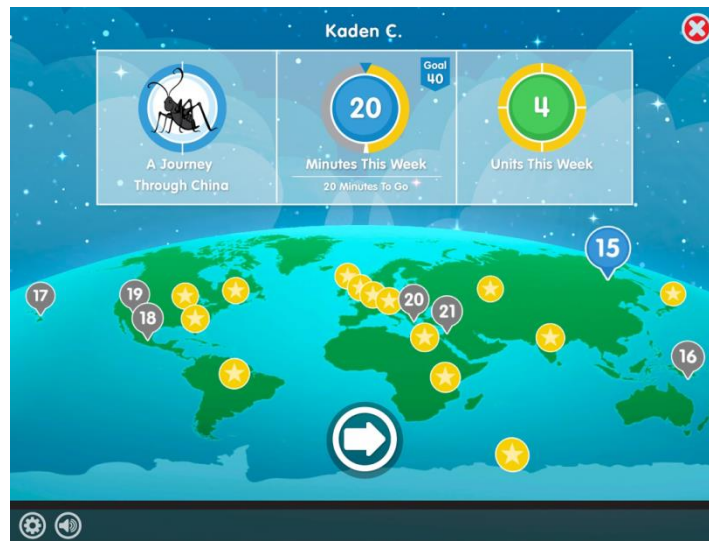 Kaden C.
Goal
40
20
4
A Journey
Through China
Minutes This Week
20 Minutes To Go
Units This Week
15
17
19
18
20
21
16